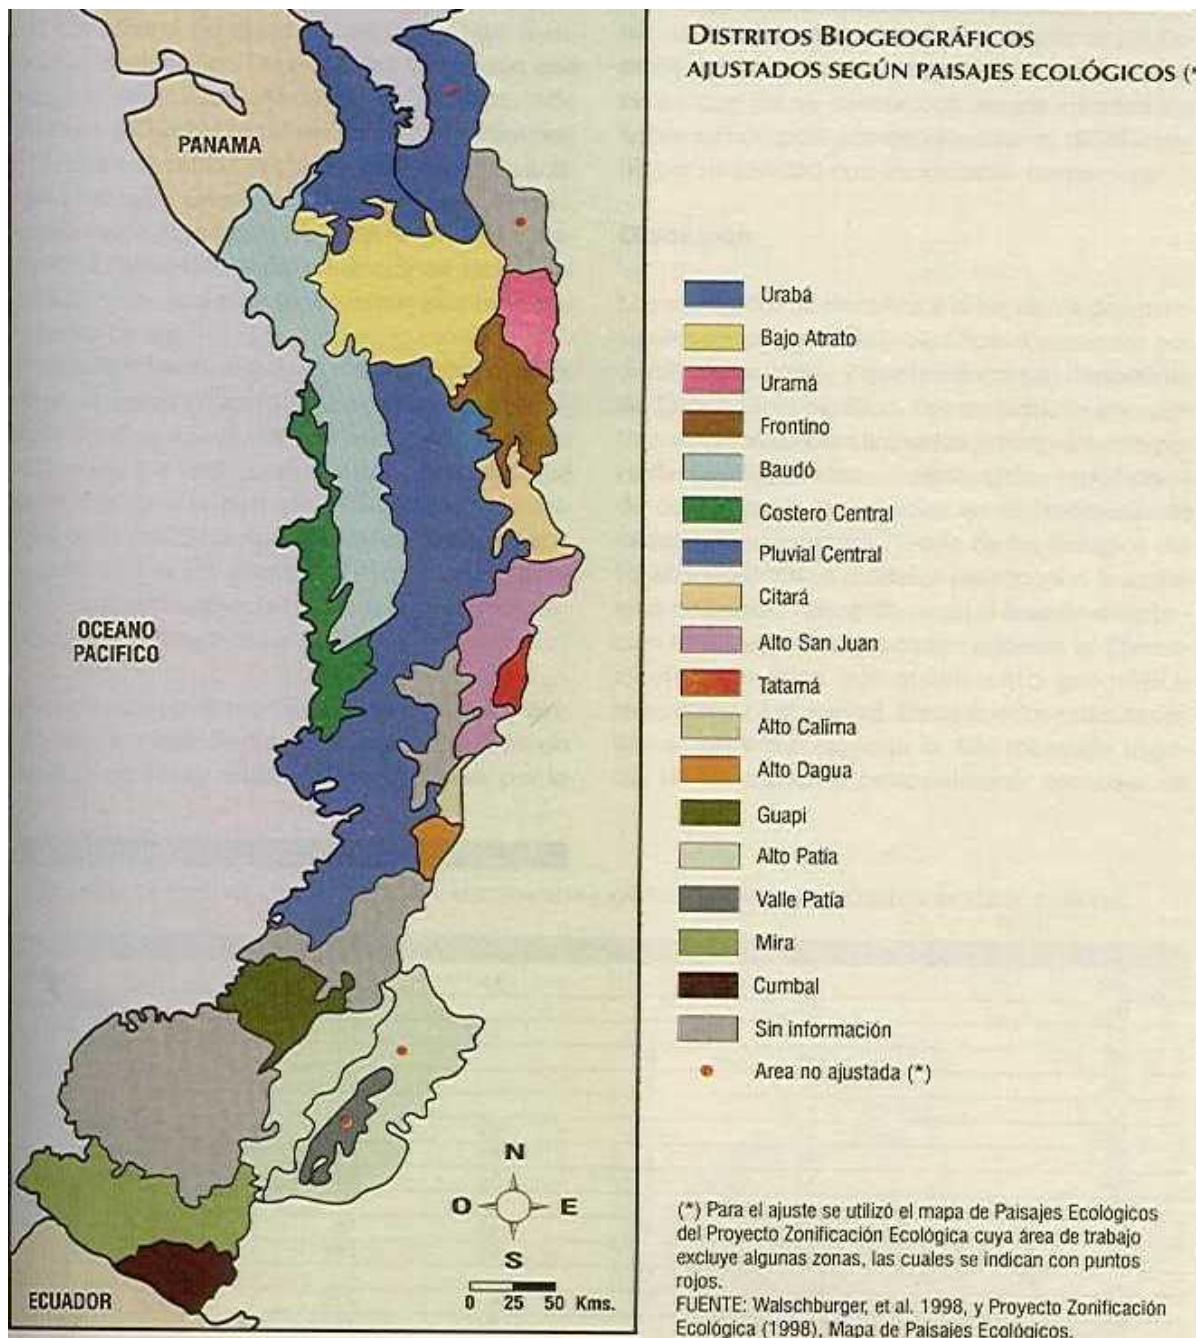 DISTRITOS BIOGEOGRÁFICOS
AJUSTADOS SEGÚN PAISAJES ECOLÓGICOS (*
PANAMA
OCEANO
PACIFICO
ECUADOR
N
O E
S
0 25 50 Kms.
Urabá
Bajo Atrato
Uramá
Frontino
Baudó
Costero Central
Pluvial Central
Citará
Alto San Juan
Tatamá
Alto Calima
Alto Dagua
Guapi
Alto Patía
Valle Patía
Mira
Cumbal
Sin información
Area no ajustada (*)
(*) Para el ajuste se utilizó el mapa de Paisajes Ecológicos
del Proyecto Zonificación Ecológica cuya área de trabajo
excluye algunas zonas, las cuales se indican con puntos
rojos.
FUENTE: Walschburger, et al. 1998, y Proyecto Zonificación
Ecológica (1998), Mapa de Paisajes Ecológicos.